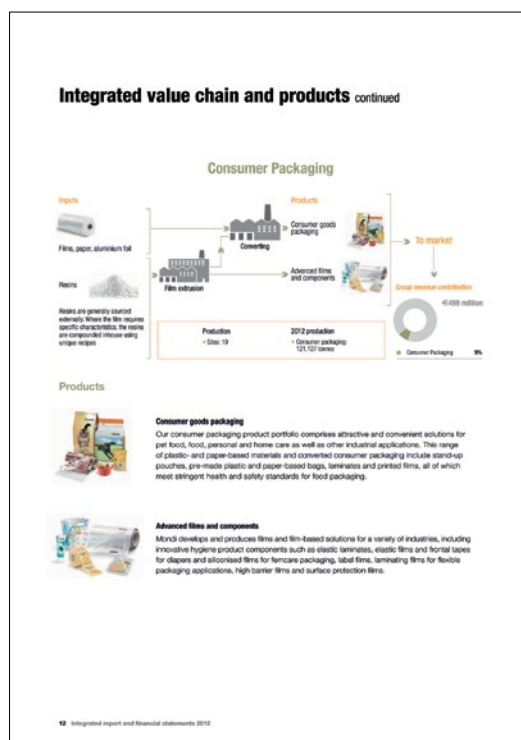 Integrated value chain and products continued
Consumer Packaging
Inputs
Films, paper, aluminium foil
Resins
Resins are generally sourced
externally. Where the film requires
specific characteristics, the resins
are compounded inhouse using
unique recipes
Converting
Film extrusion
Products
Consumer goods
packaging
Advanced films
and components
To market
Group revenue contribution
million
Consumer Packaging 9%
Production
• Sites: 19
2012 production
• Consumer packaging:
121,127 tonnes
Products
Consumer goods packaging
Our consumer packaging product portfolio comprises attractive and convenient solutions for
pet food, food, personal and home care as well as other industrial applications. This range
of plastic- and paper-based materials and converted consumer packaging include stand-up
pouches, pre-made plastic and paper-based bags, laminates and printed films, all of which
meet stringent health and safety standards for food packaging.
Advanced films and components
Mondi develops and produces films and film-based solutions for a variety of industries, including
innovative hygiene product components such as elastic laminates, elastic films and frontal tapes
for diapers and siliconised films for femcare packaging, label films, laminating films for flexible
packaging applications, high barrier films and surface protection films.
12 Integrated report and financial statements 2012